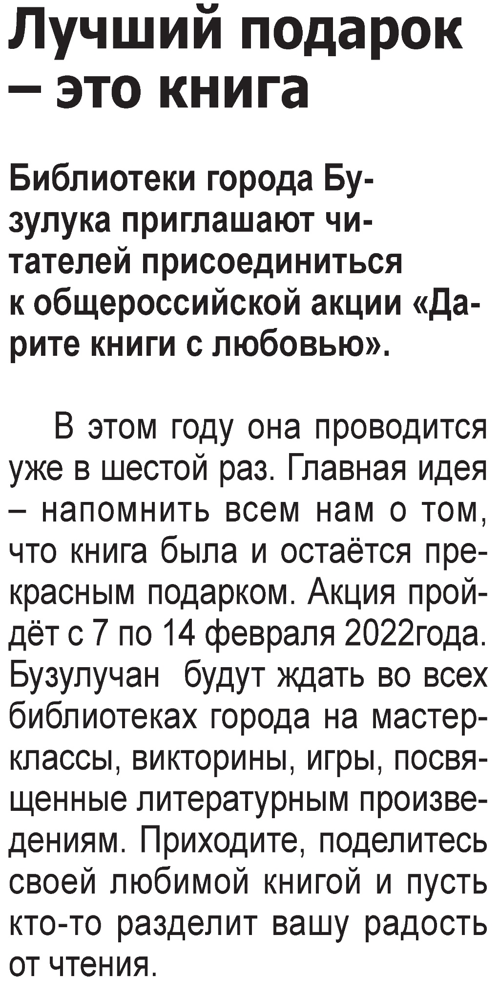 Лучший подарок
– это книга
Библиотеки города Бу-
зулука приглашают чи-
тателей присоединиться
к общероссийской акции «Да-
рите книги с любовью».
В этом году она проводится
уже в шестой раз. Главная идея
– напомнить всем нам о том,
что книга была и остаётся пре-
красным подарком. Акция прой-
дёт с 7 по 14 февраля 2022года.
Бузулучан  будут ждать во всех
библиотеках города на мастер-
классы, викторины, игры, посвя-
щенные литературным произве-
дениям. Приходите, поделитесь
своей любимой книгой и пусть
кто-то разделит вашу радость
от чтения.